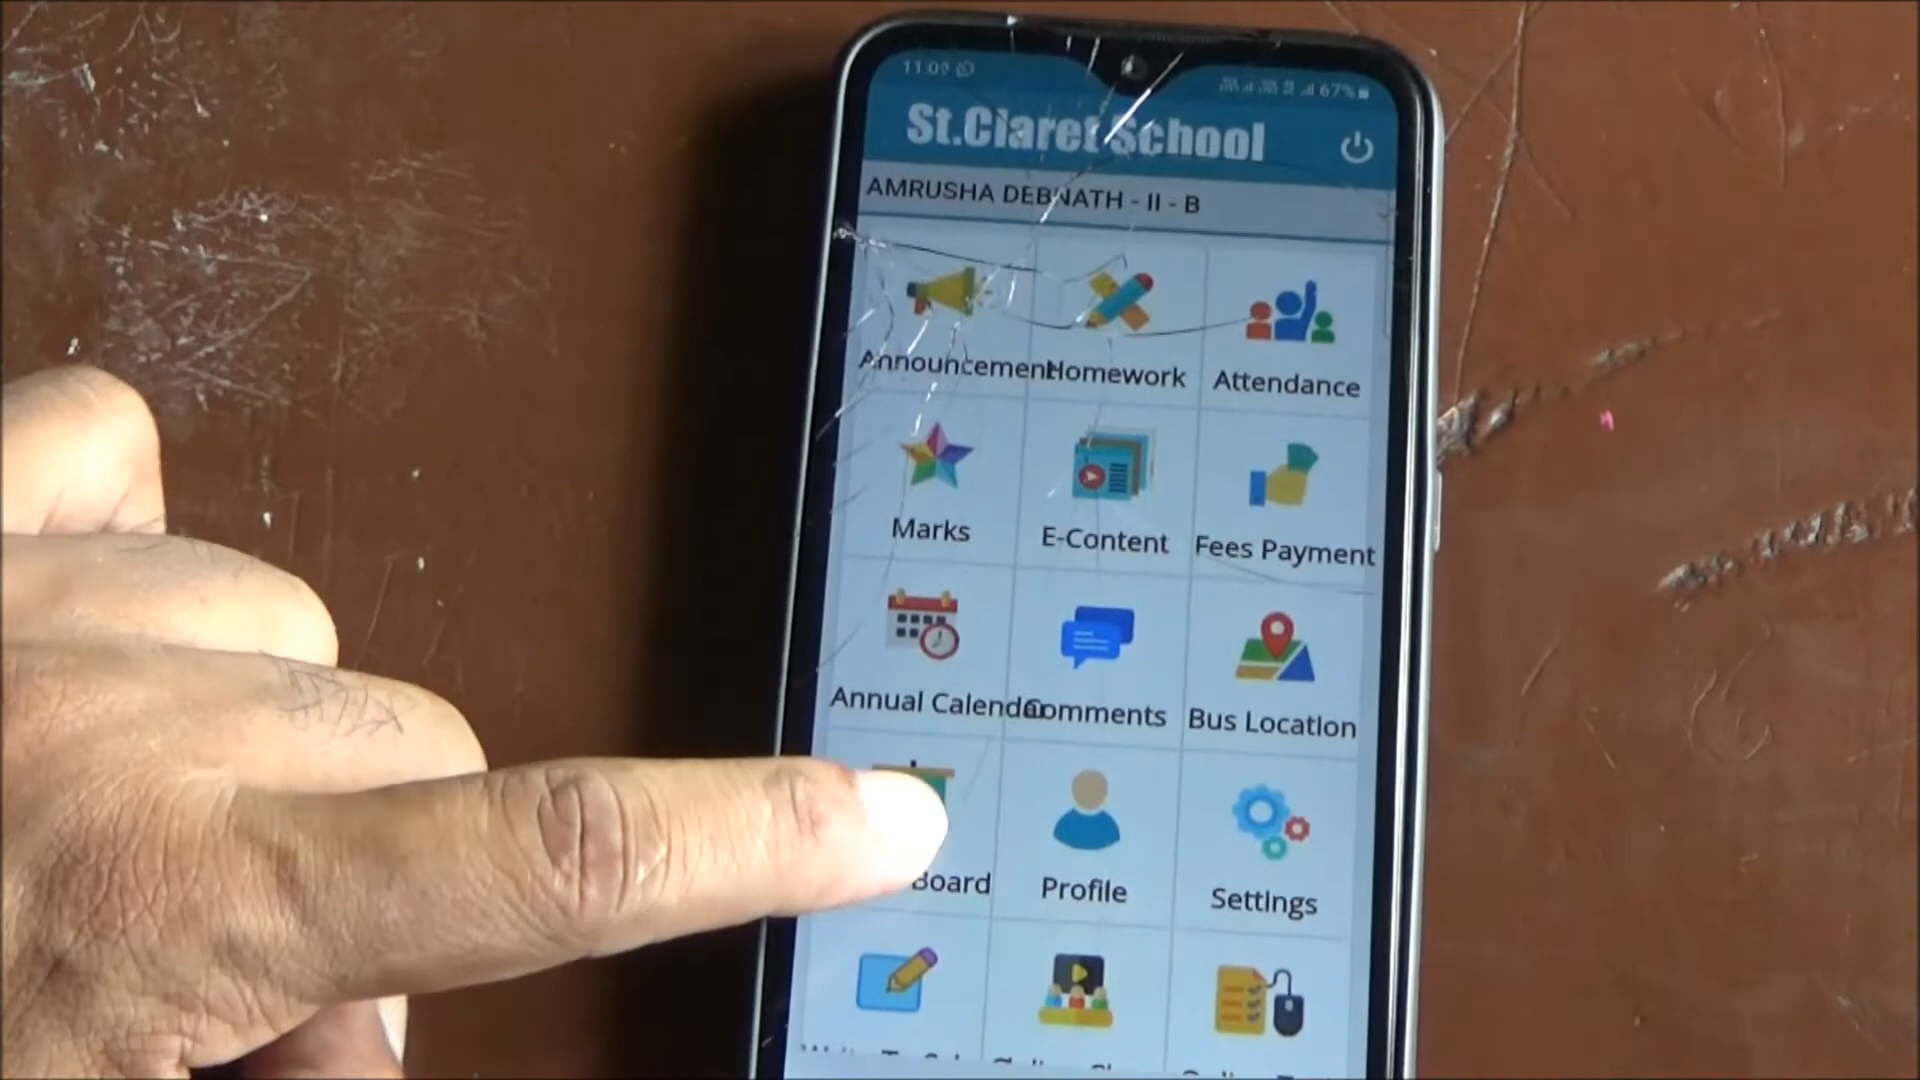 11:09 67%
St.Claret School
AMRUSHA DEBNATH - II - B
Announcement Homework Attendance
Marks E-Content Fees Payment
Annual Calendar Comments Bus Location
Board Profile Settings